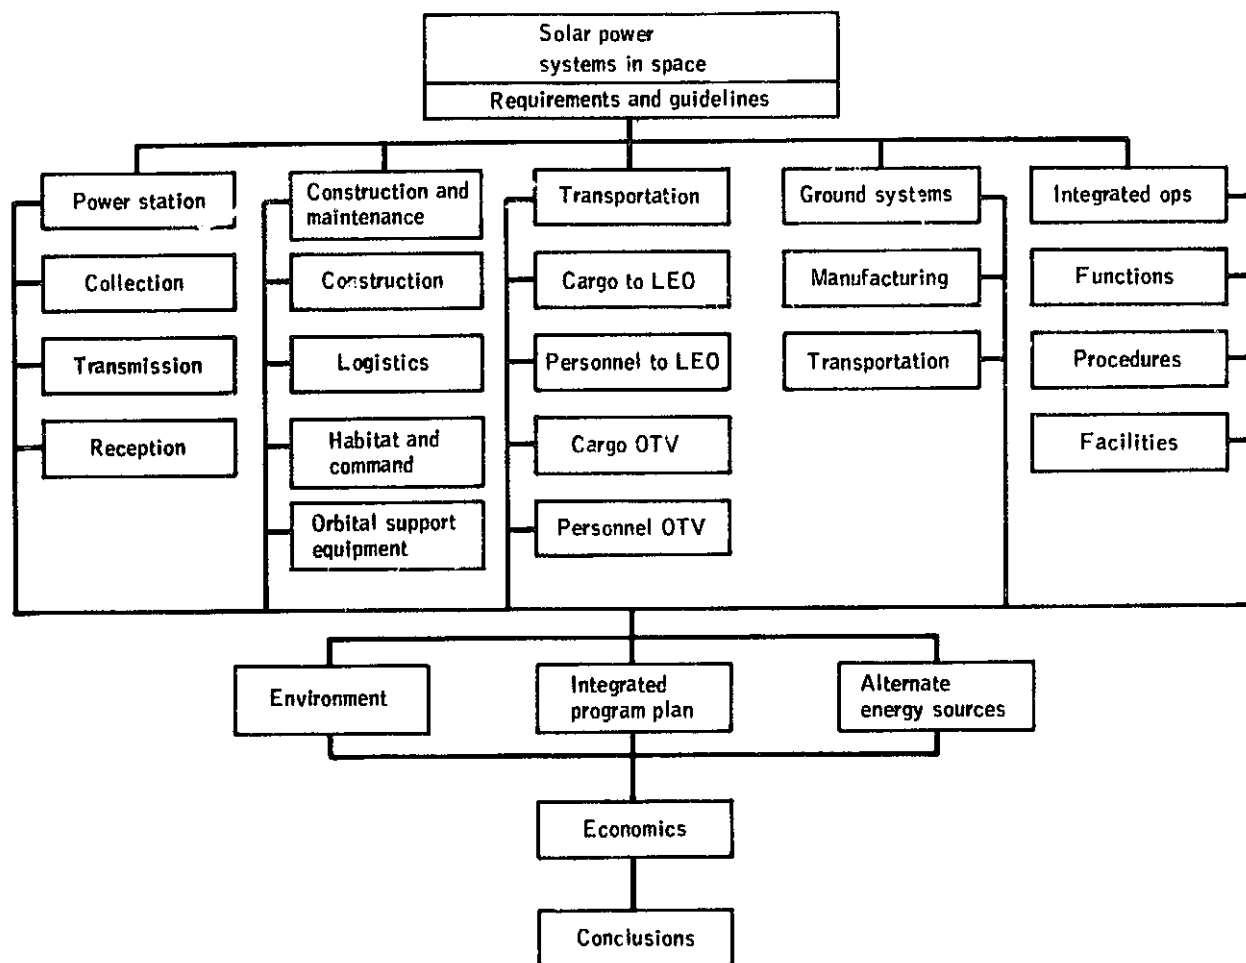 Solar power
systems in space
Requirements and guidelines
Power station
Collection
Transmission
Reception
Construction and
maintenance
Construction
Logistics
Habitat and
command
Orbital support
equipment
Transportation
Cargo to LEO
Personnel to LEO
Cargo OTV
Personnel OTV
Ground systems
Manufacturing
Transportation
Integrated ops
Functions
Procedures
Facilities
Environment
Integrated
program plan
Alternate
energy sources
Economics
Conclusions